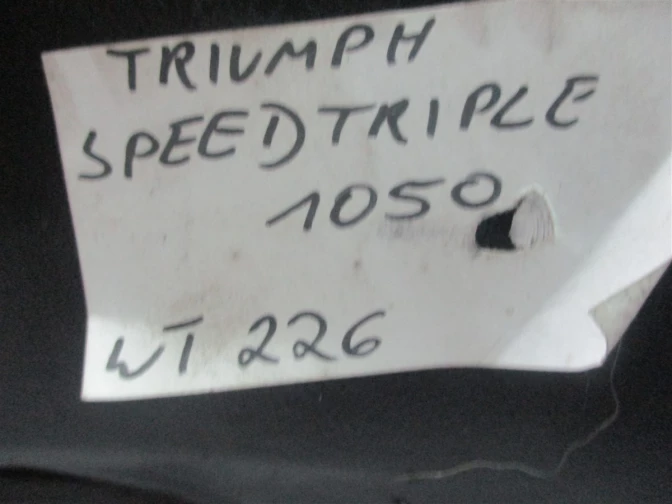 TRIUMPH
SPEEDTRIPLE
1050
WT 226